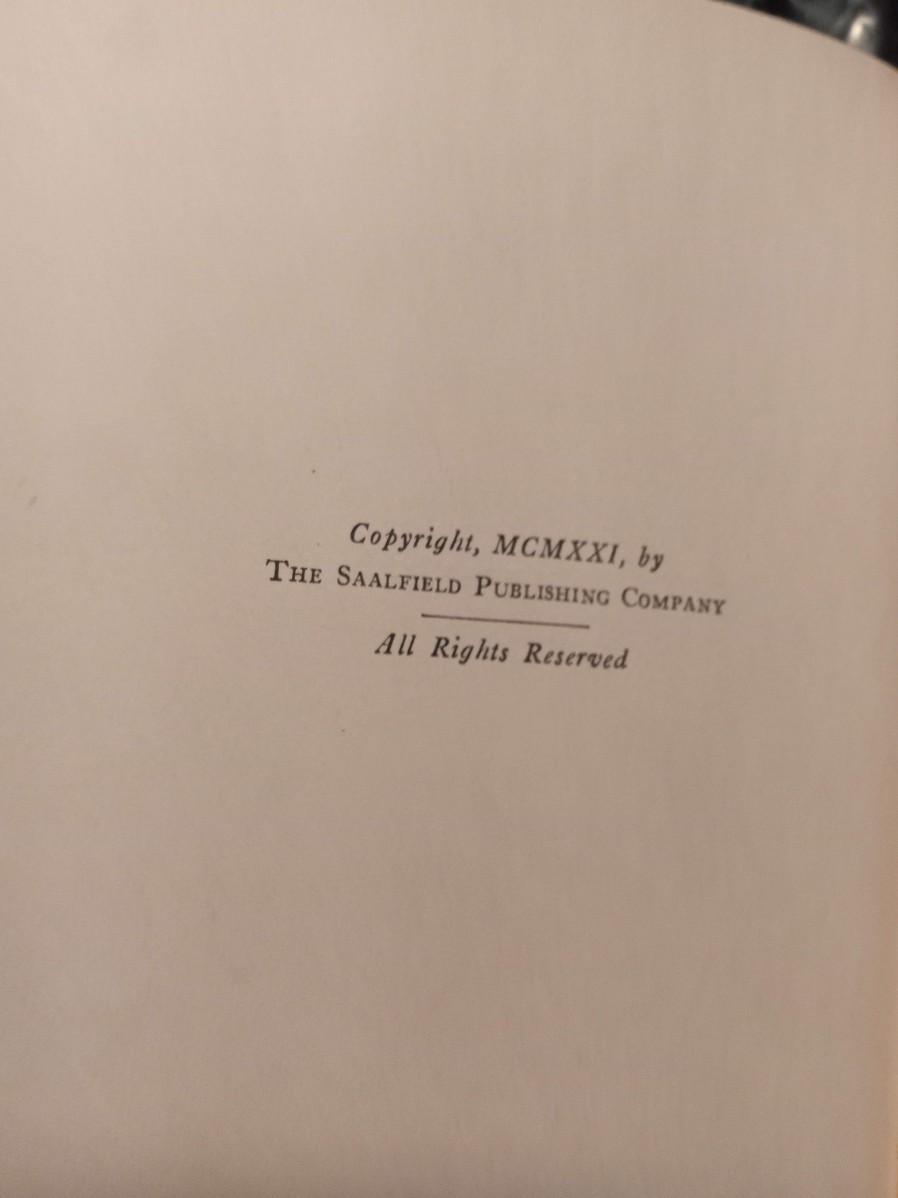 Copyright, MCMXXI, by
THE SAALFIELD PUBLISHING COMPANY
All Rights Reserved